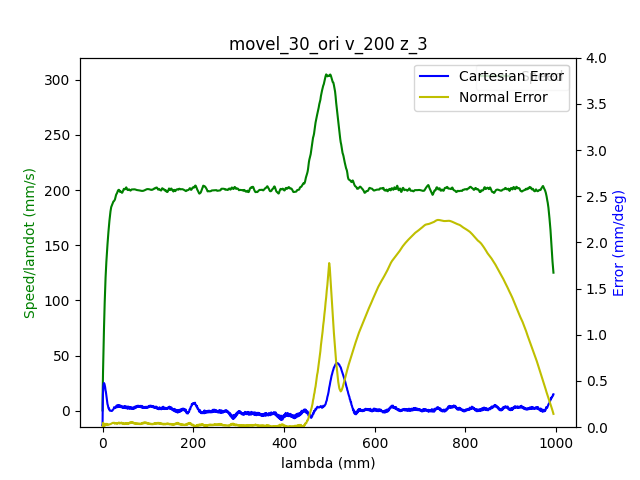 movel_30_ori v_200 z_3
Cartesian Error
Normal Error
Speed/lamdot (mm/s)
300
250
200
150
100
50
0
4.0
3.5
3.0
2.5
2.0
1.5
1.0
0.5
0.0
Error (mm/deg)
0 200 400 600 800 1000
lambda (mm)